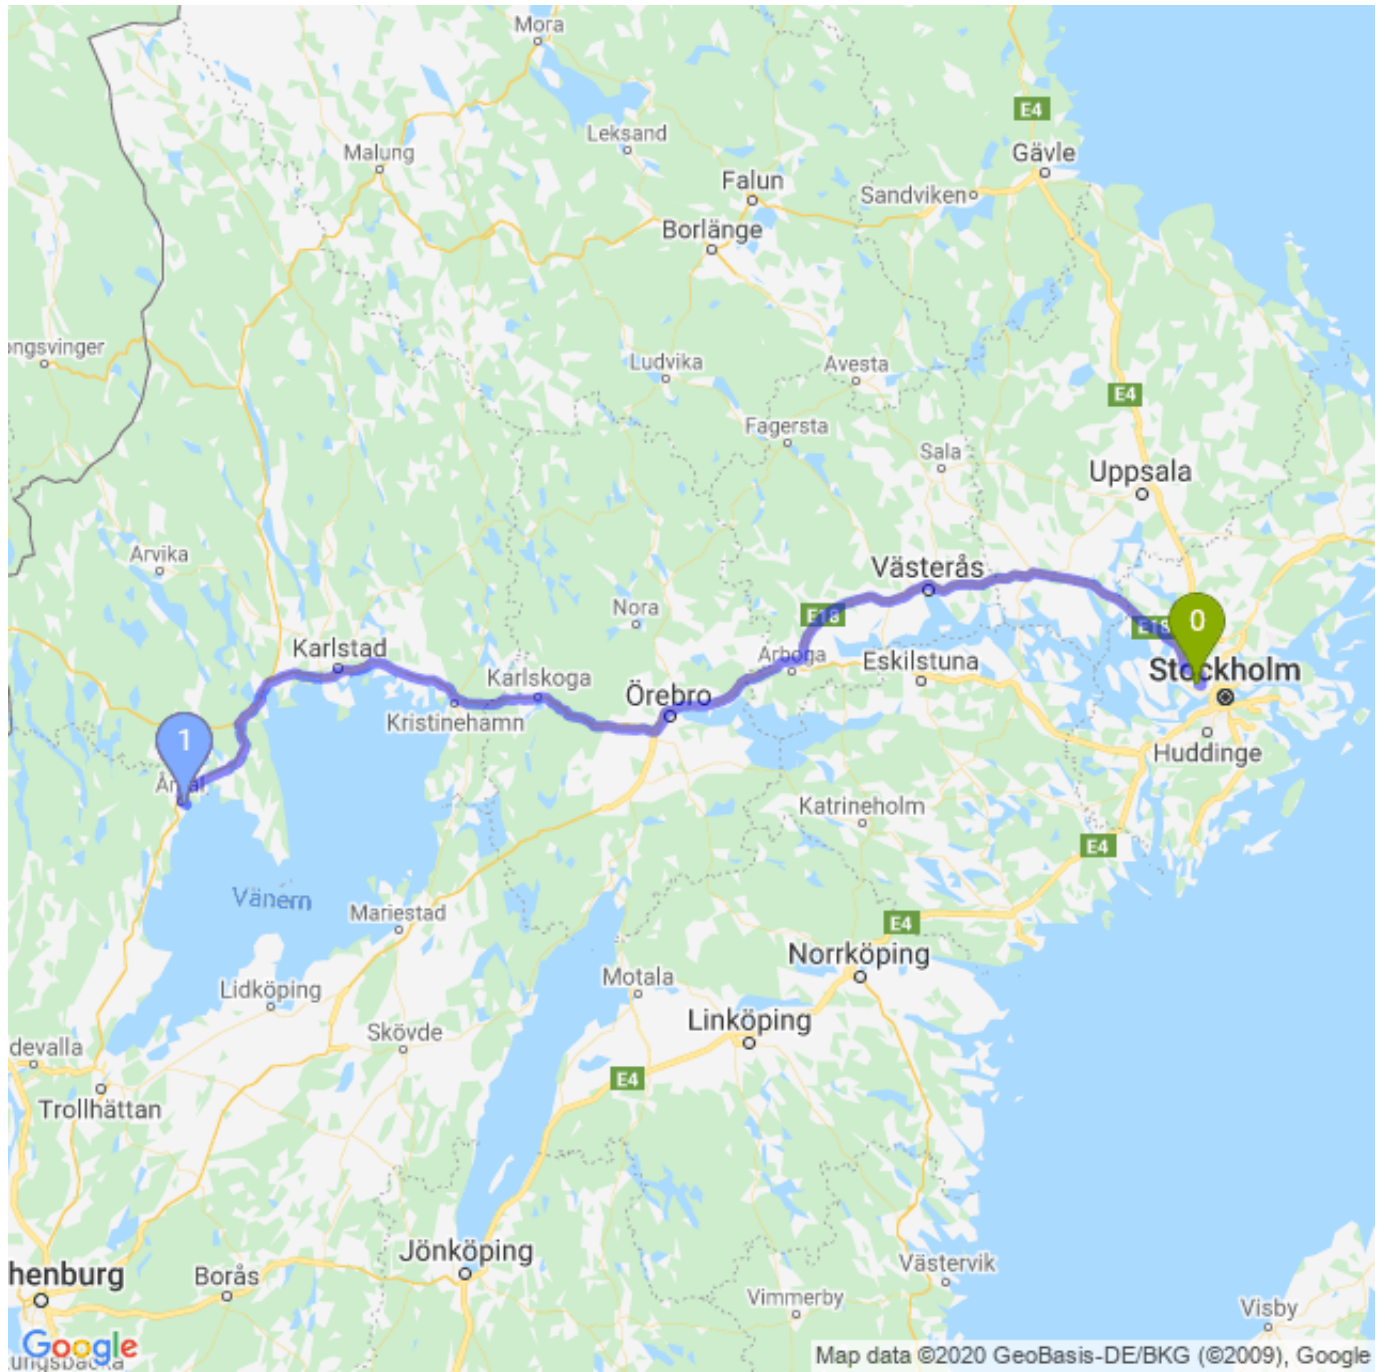 Mora
E4
Leksand
Gävle
Malung
Falun
Sandviken
Borlänge
ongsvinger
Ludvika
Avesta
E4
Fagersta
Sala
Uppsala
Arvika
Västerås
Nora
E18
E18
0
Karlstad
Arboga
Eskilstuna
Stockholm
Karlskoga
Örebro
Kristinehamn
1
Huddinge
Katrineholm
E4
Vänern
Mariestad
E4
Norrköping
Motala
Lidköping
Linköping
Skövde
devalla
E4
Trollhättan
Jönköping
Västervik
henburg
Borås
Vimmerby
Visby
Google
Map data ©2020 GeoBasis-DE/BKG (©2009), Google